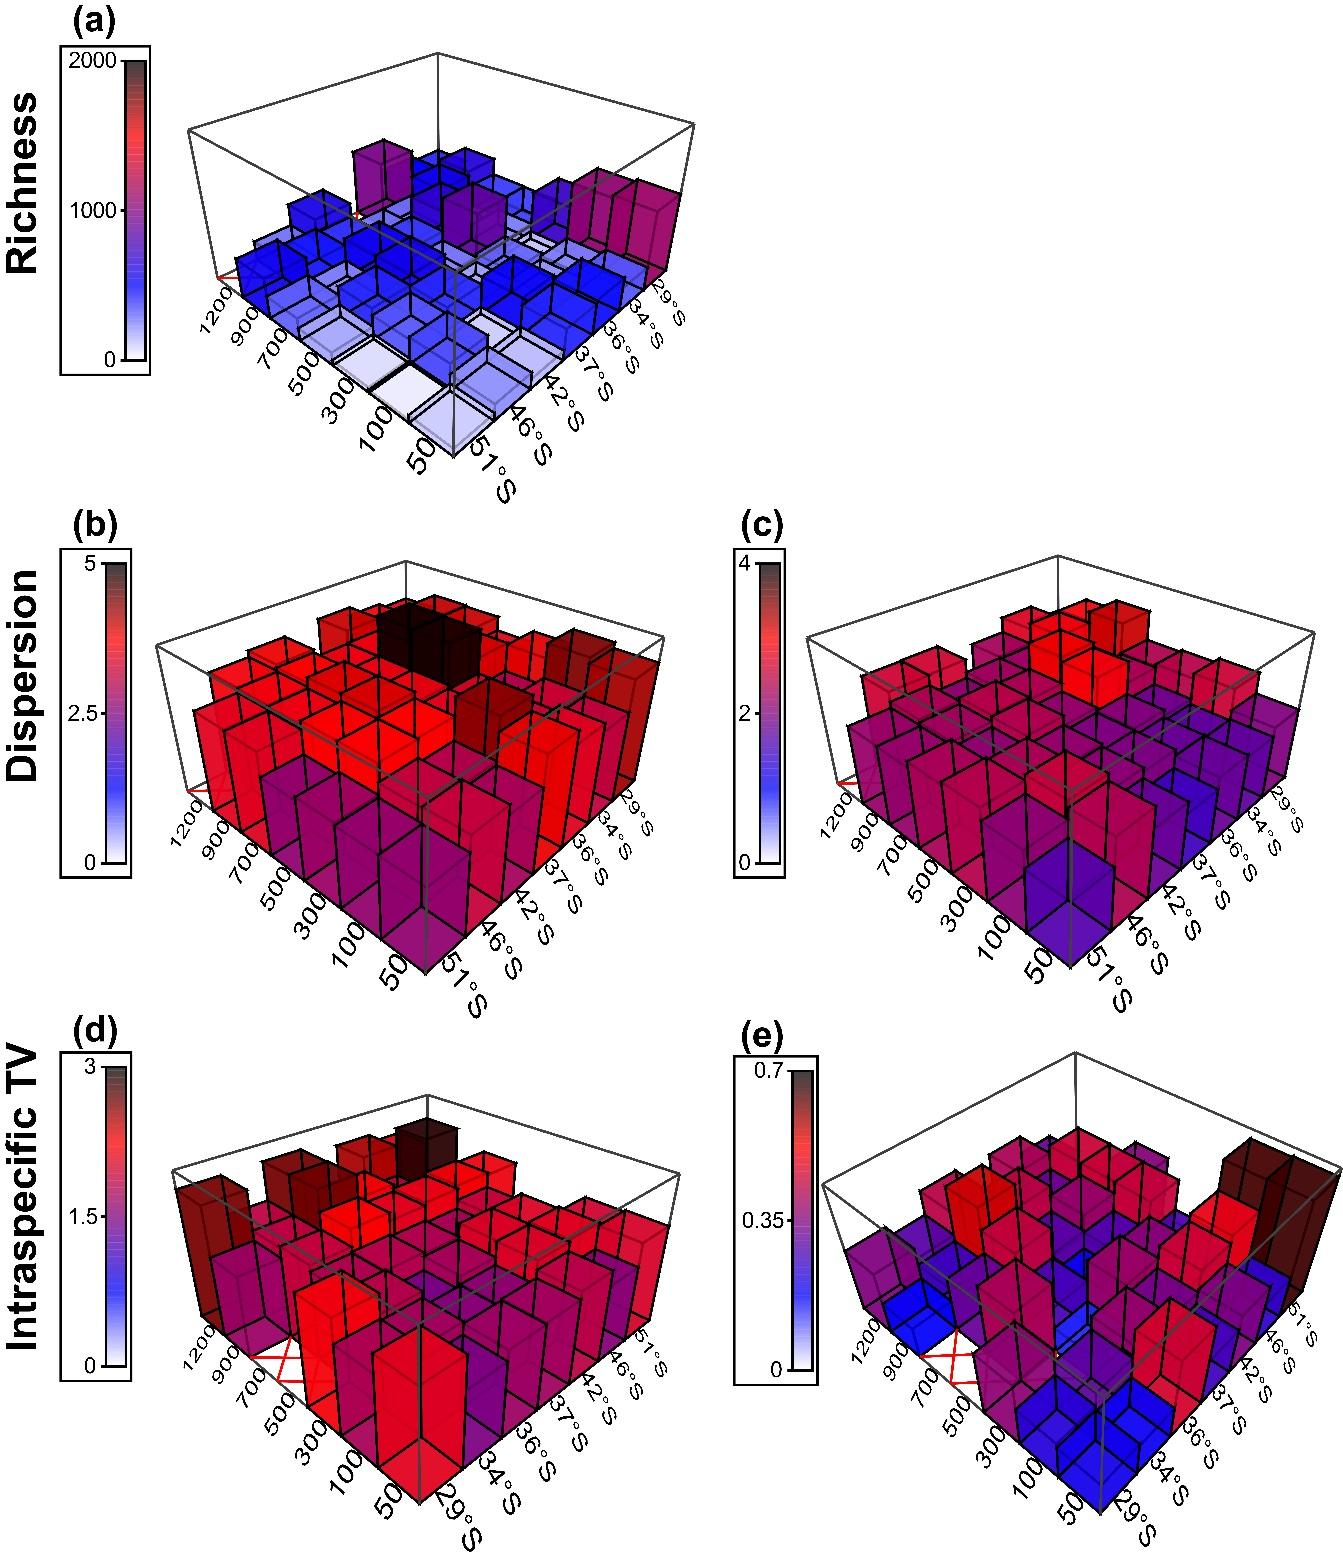 (a)
Richness
2000
1000
0
1200
900
700
500
300
100
50
51°S
46°S
42°S
37°S
36°S
34°S
29°S
(b)
Dispersion
5
2.5
0
1200
900
700
500
300
100
50
51°S
46°S
42°S
37°S
36°S
34°S
29°S
(c)
4
2
0
1200
900
700
500
300
100
50
51°S
46°S
42°S
37°S
36°S
34°S
29°S
(d)
Intraspecific TV
3
1.5
0
1200
900
700
500
300
100
50
29°S
34°S
36°S
37°S
42°S
46°S
51°S
(e)
0.7
0.35
0
1200
900
700
500
300
100
50
29°S
34°S
36°S
37°S
42°S
46°S
51°S